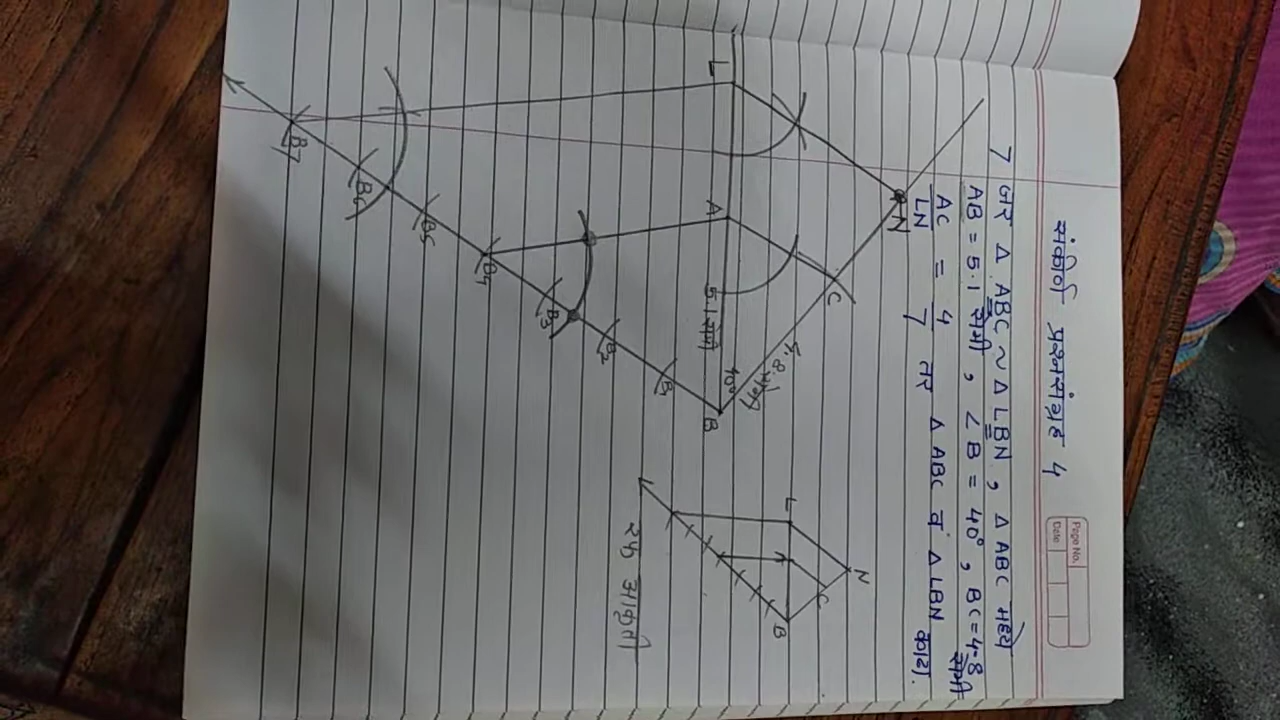 संकीर्ण प्रश्नसंग्रह 4
Page No.
Date
7 जर Δ ABC ~ Δ LBN , Δ ABC मध्ये
AB = 5.1 सेमी , ∠B = 40° , BC = 4.8 सेमी
AC / LN = 4 / 7 तर Δ ABC व Δ LBN काढा.
N
C
4.8 सेमी
L
A
5.1 सेमी
40°
B
B1
B2
B3
B4
B5
B6
B7
N
C
L
A
B
रफ आकृती